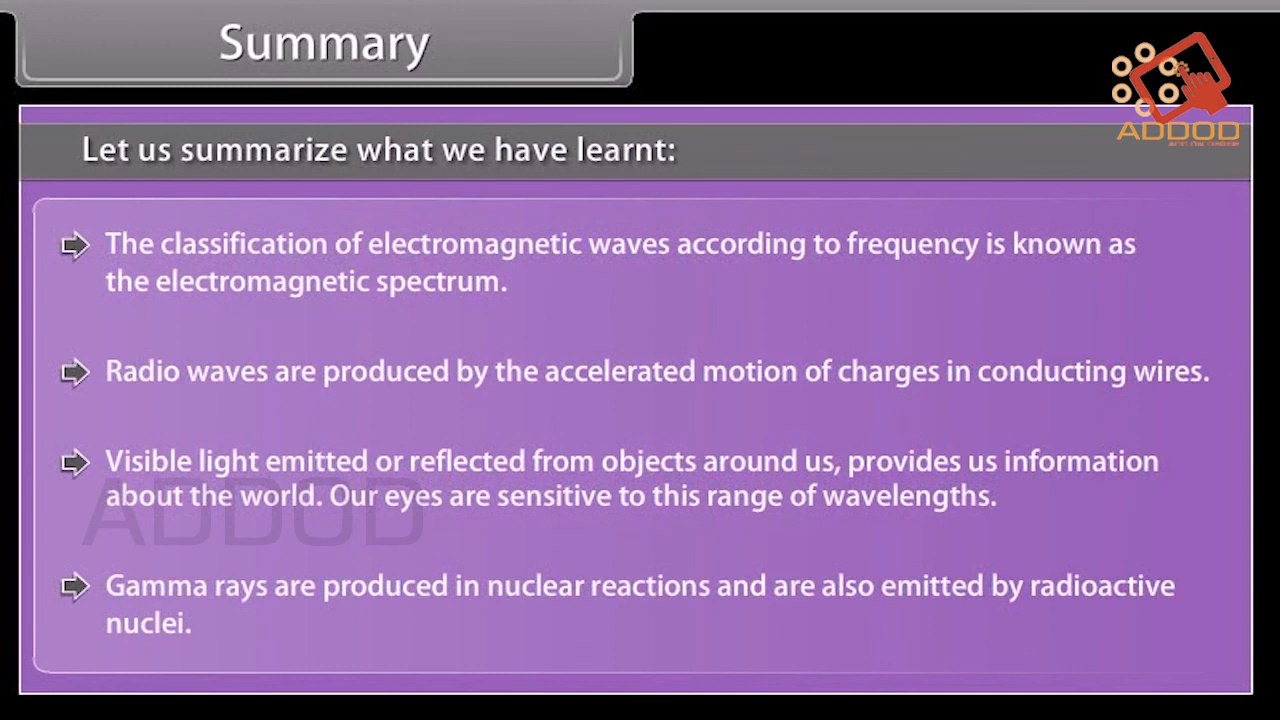 Summary
ADDOD
Let us summarize what we have learnt:
The classification of electromagnetic waves according to frequency is known as
the electromagnetic spectrum.
Radio waves are produced by the accelerated motion of charges in conducting wires.
Visible light emitted or reflected from objects around us, provides us information
about the world. Our eyes are sensitive to this range of wavelengths.
ADDOD
Gamma rays are produced in nuclear reactions and are also emitted by radioactive
nuclei.